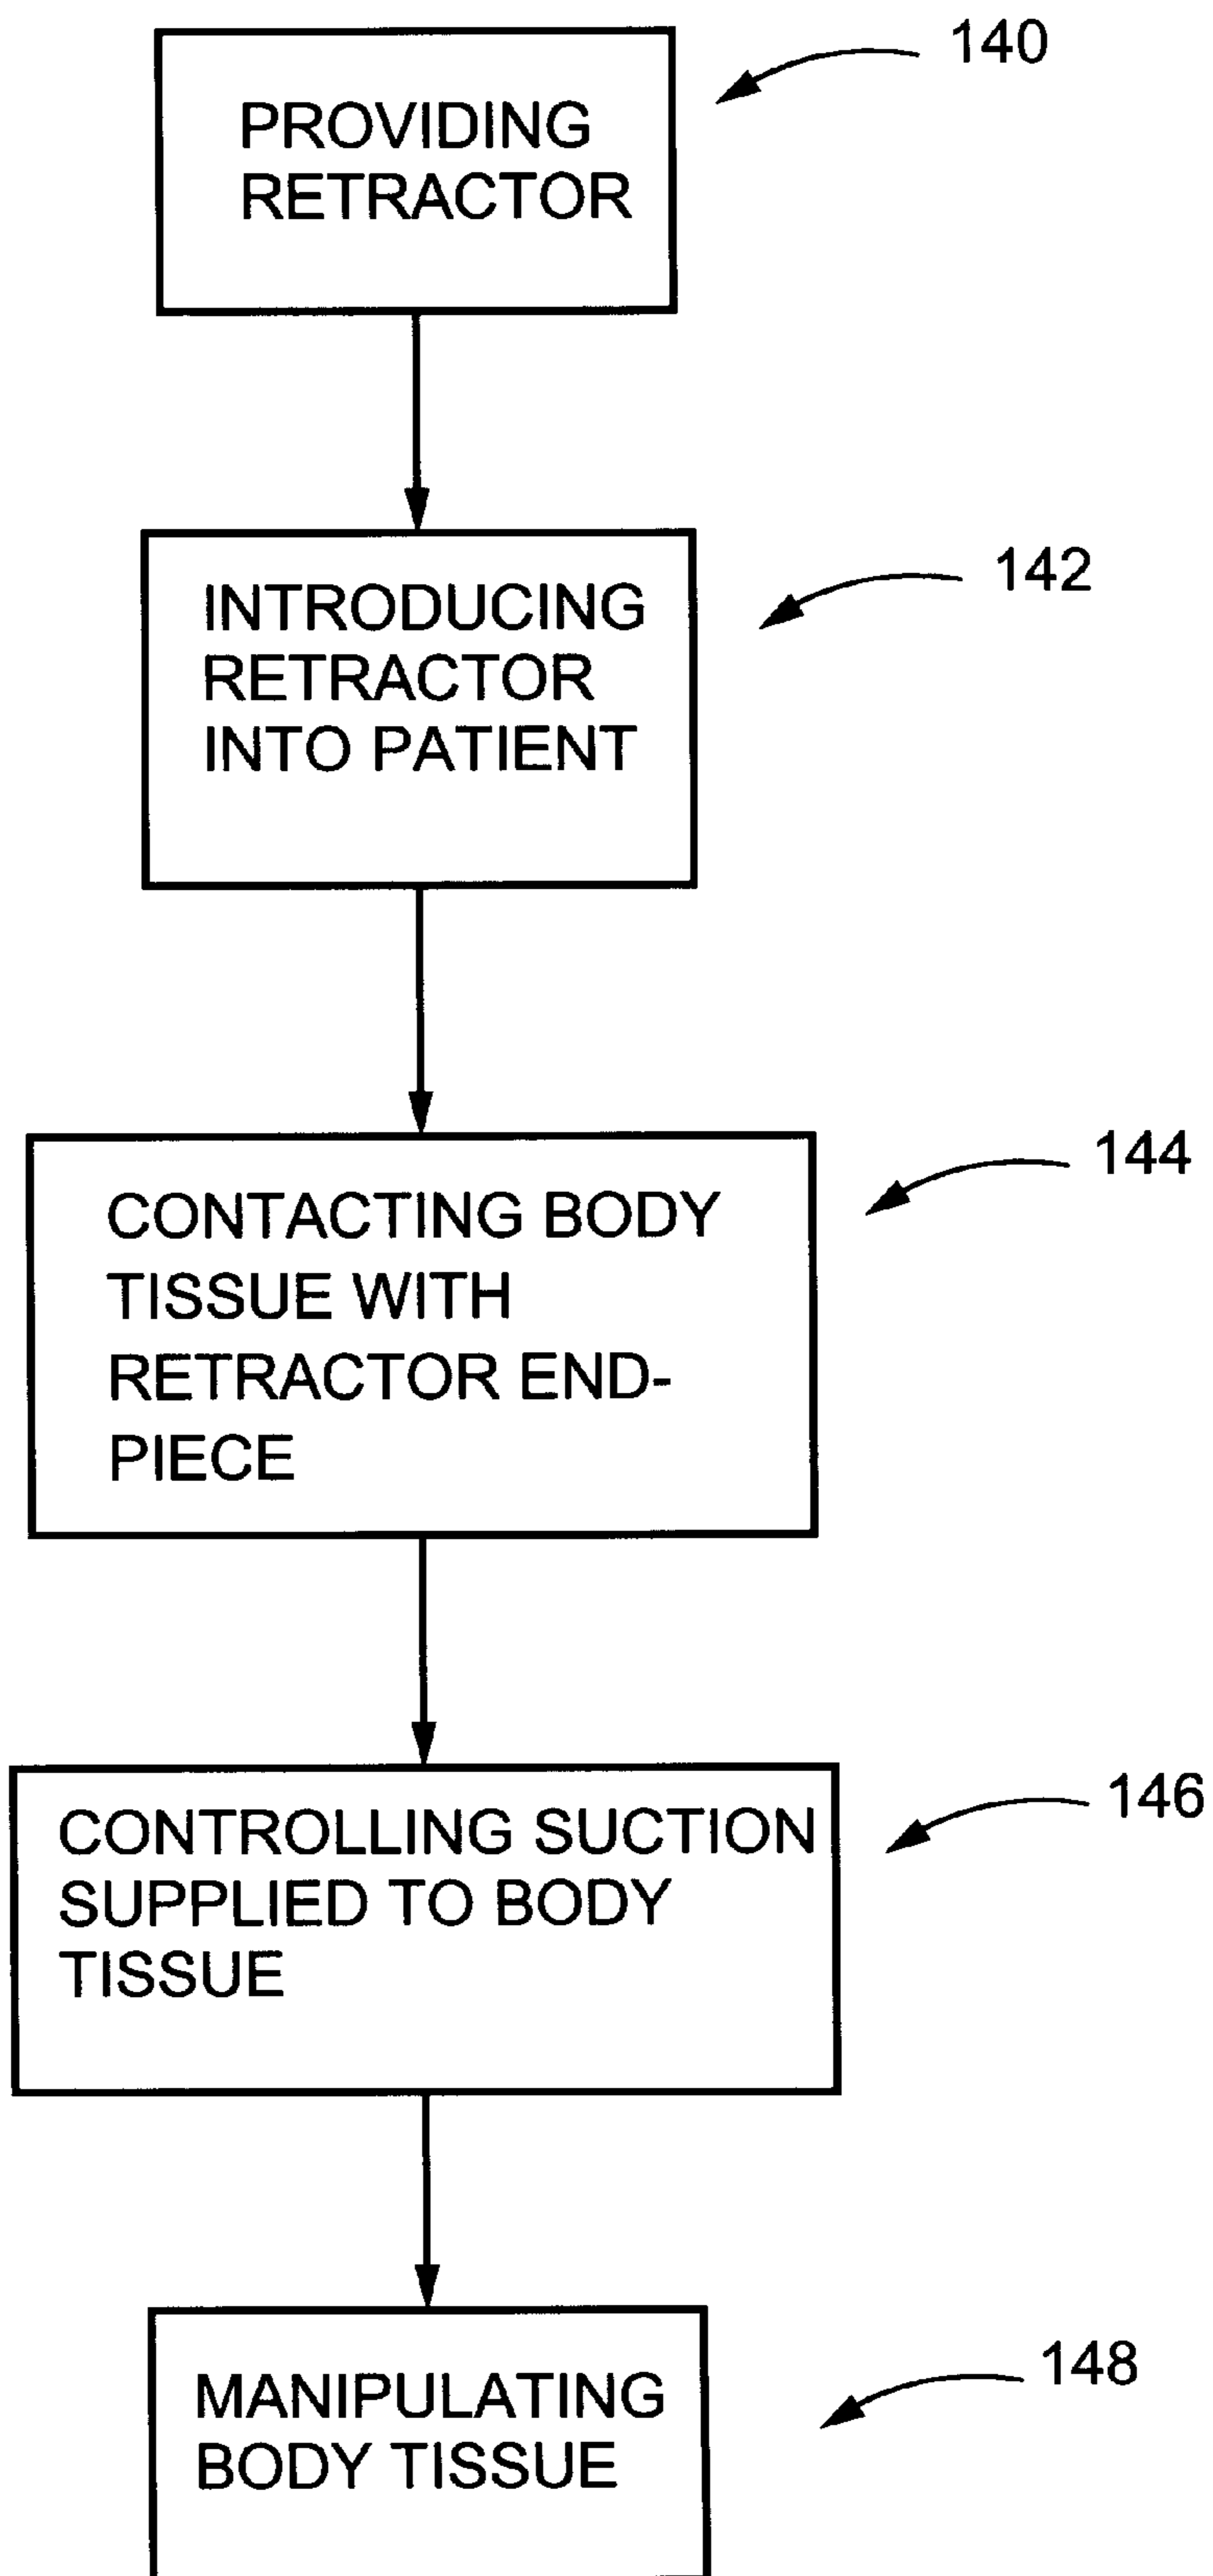 PROVIDING
RETRACTOR
140
INTRODUCING
RETRACTOR
INTO PATIENT
142
CONTACTING BODY
TISSUE WITH
RETRACTOR END-
PIECE
144
CONTROLLING SUCTION
SUPPLIED TO BODY
TISSUE
146
MANIPULATING
BODY TISSUE
148